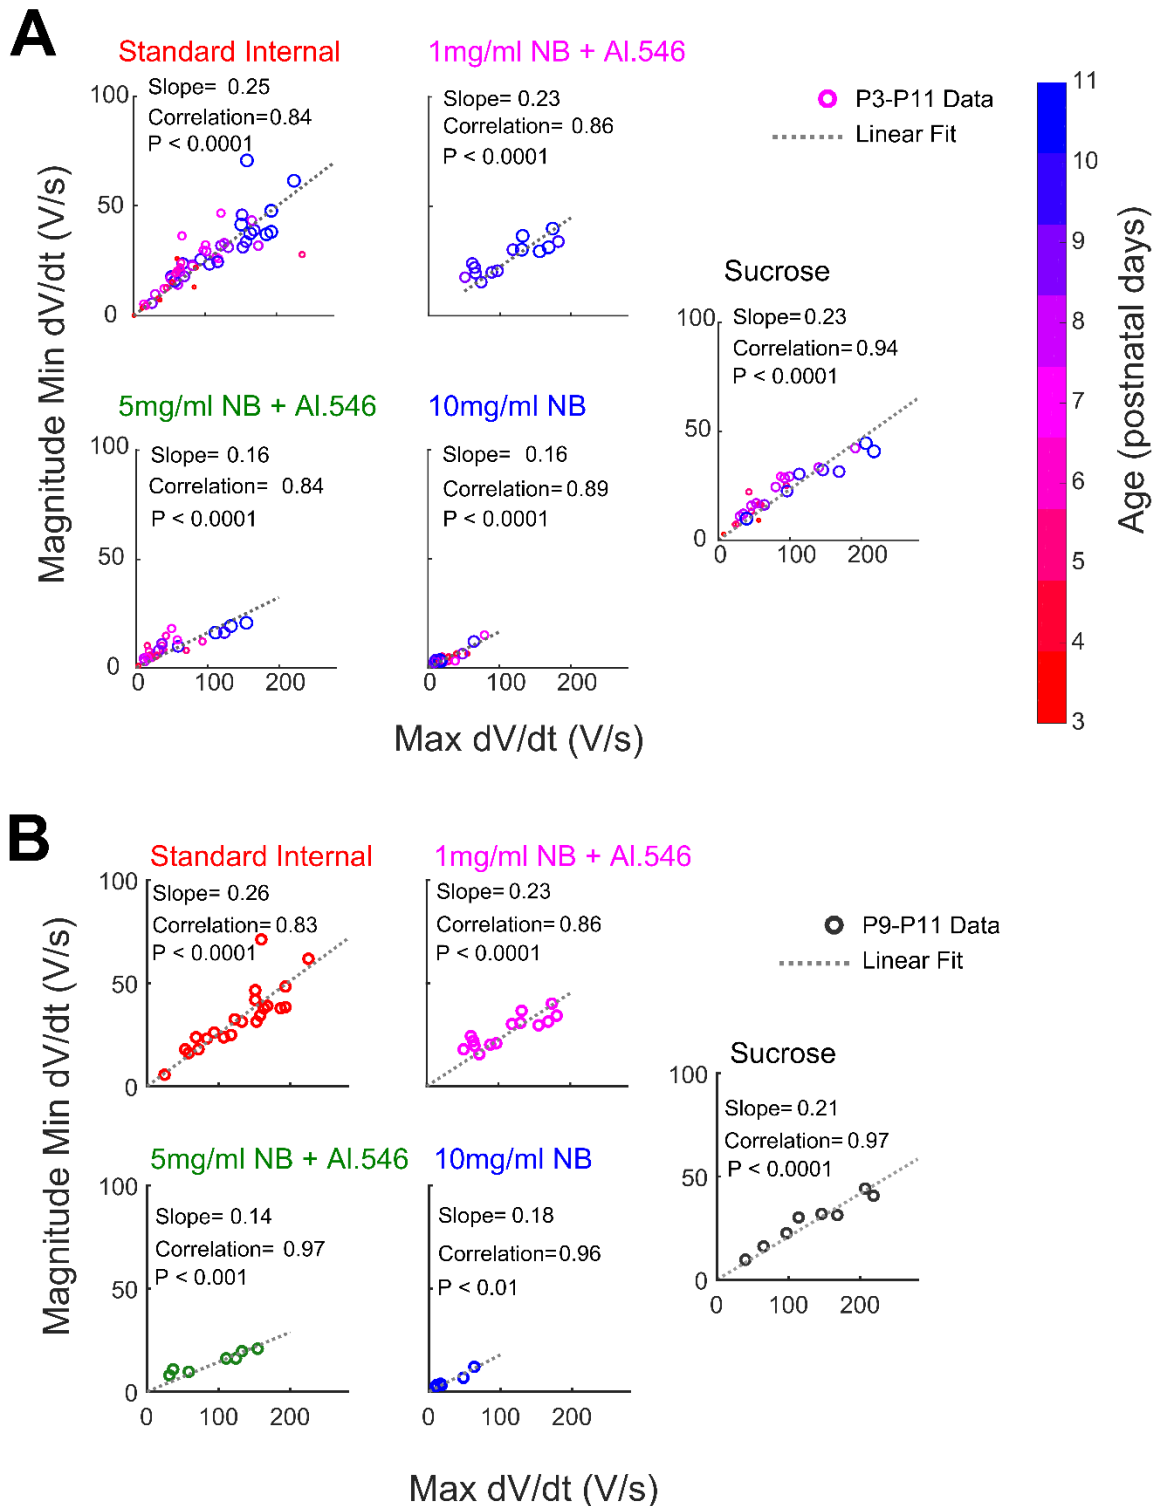 A
Standard Internal
1mg/ml NB + Al.546
Slope= 0.25
Correlation=0.84
P < 0.0001
Slope= 0.23
Correlation= 0.86
P < 0.0001
P3-P11 Data
Linear Fit
100
50
0
Sucrose
Slope= 0.23
Correlation= 0.94
P < 0.0001
100
50
0
0 100 200
5mg/ml NB + Al.546
10mg/ml NB
Slope= 0.16
Correlation= 0.84
P < 0.0001
Slope= 0.16
Correlation= 0.89
P < 0.0001
100
50
0
0 100 200
0 100 200
Magnitude Min dV/dt (V/s)
Max dV/dt (V/s)
11
10
9
8
7
6
5
4
3
Age (postnatal days)
B
Standard Internal
1mg/ml NB + Al.546
Slope= 0.26
Correlation= 0.83
P < 0.0001
Slope= 0.23
Correlation= 0.86
P < 0.0001
P9-P11 Data
Linear Fit
100
50
0
Sucrose
Slope= 0.21
Correlation= 0.97
P < 0.0001
100
50
0
0 100 200
5mg/ml NB + Al.546
10mg/ml NB
Slope= 0.14
Correlation= 0.97
P < 0.001
Slope= 0.18
Correlation= 0.96
P < 0.01
100
50
0
0 100 200
0 100 200
Magnitude Min dV/dt (V/s)
Max dV/dt (V/s)